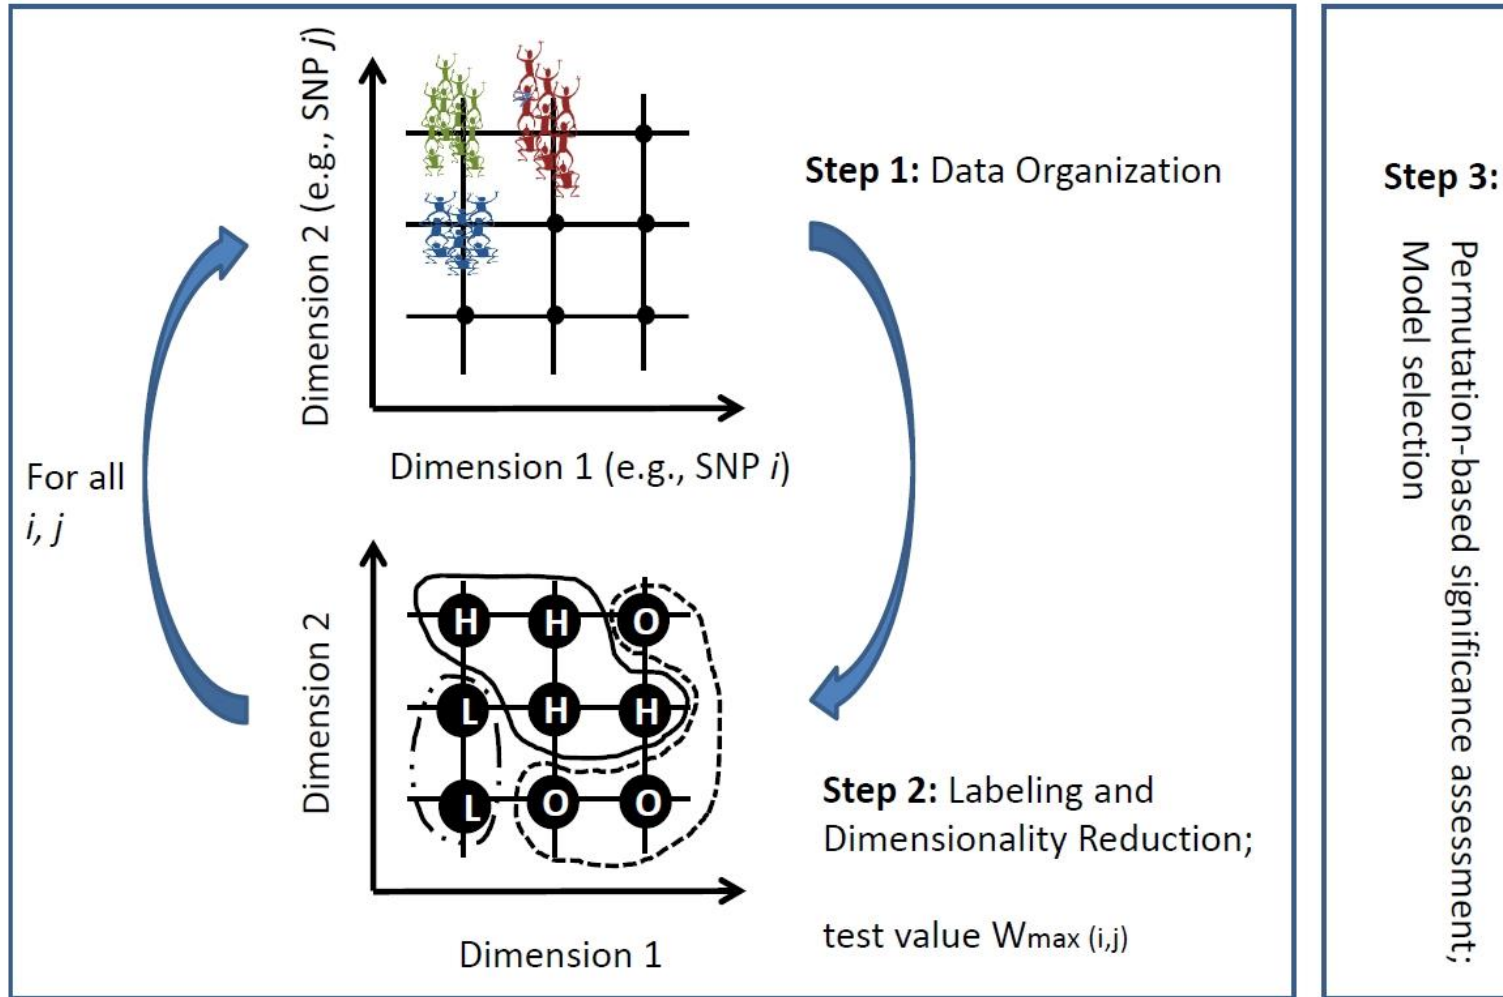 Dimension 2 (e.g., SNP j)
Dimension 1 (e.g., SNP i)
Step 1: Data Organization
For all
i, j
Dimension 2
H H O
L H H
L O O
Dimension 1
Step 2: Labeling and
Dimensionality Reduction;
test value Wmax (i,j)
Step 3:
Permutation-based significance assessment;
Model selection